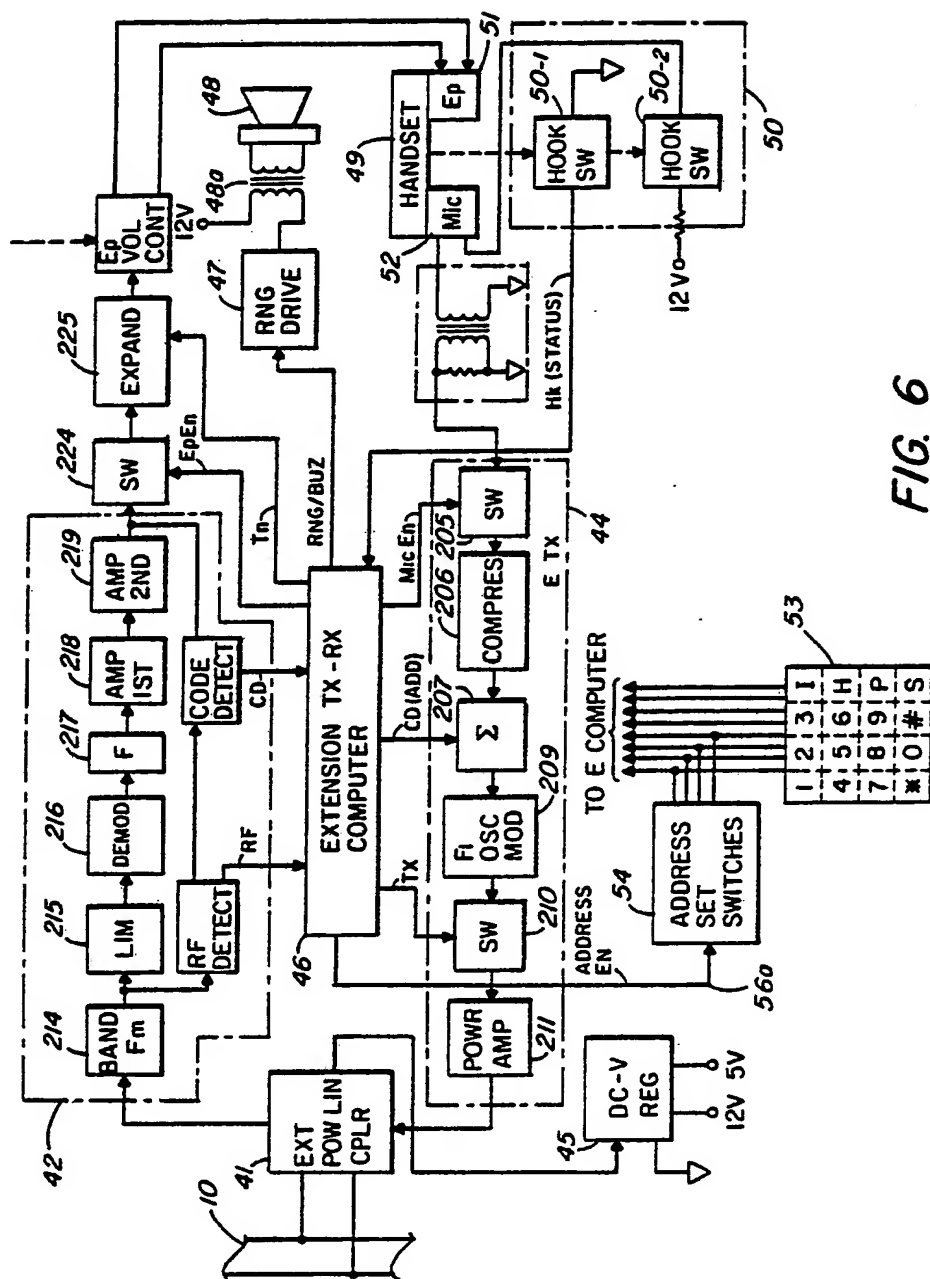 42
214
BAND
Fm
215
LIM
216
DEMOD
217
F
218
AMP
IST
219
AMP
2ND
224
SW
225
EXPAND
Ep
VOL
CONT
RF
DETECT
CODE
DETECT
RF
CD
EpEn
Tn
RNG/BUZ
12V
47
RNG
DRIVE
48a
48
10
41
EXT
POW LIN
CPLR
46
EXTENSION TX-RX
COMPUTER
49
HANDSET
Mic
Ep
51
52
Hk (STATUS)
50-1
HOOK
SW
50-2
HOOK
SW
50
12V
TX
CD (ADD)
Mic En
POWR
AMP
211
SW
210
FI
OSC
MOD
209
Σ
207
COMPRES
206
SW
205
E TX
44
45
DC-V
REG
12V
5V
ADDRESS
EN
56a
54
ADDRESS
SET
SWITCHES
TO E COMPUTER
53
1 2 3 I
4 5 6 H
7 8 9 P
* 0 # S
FIG. 6